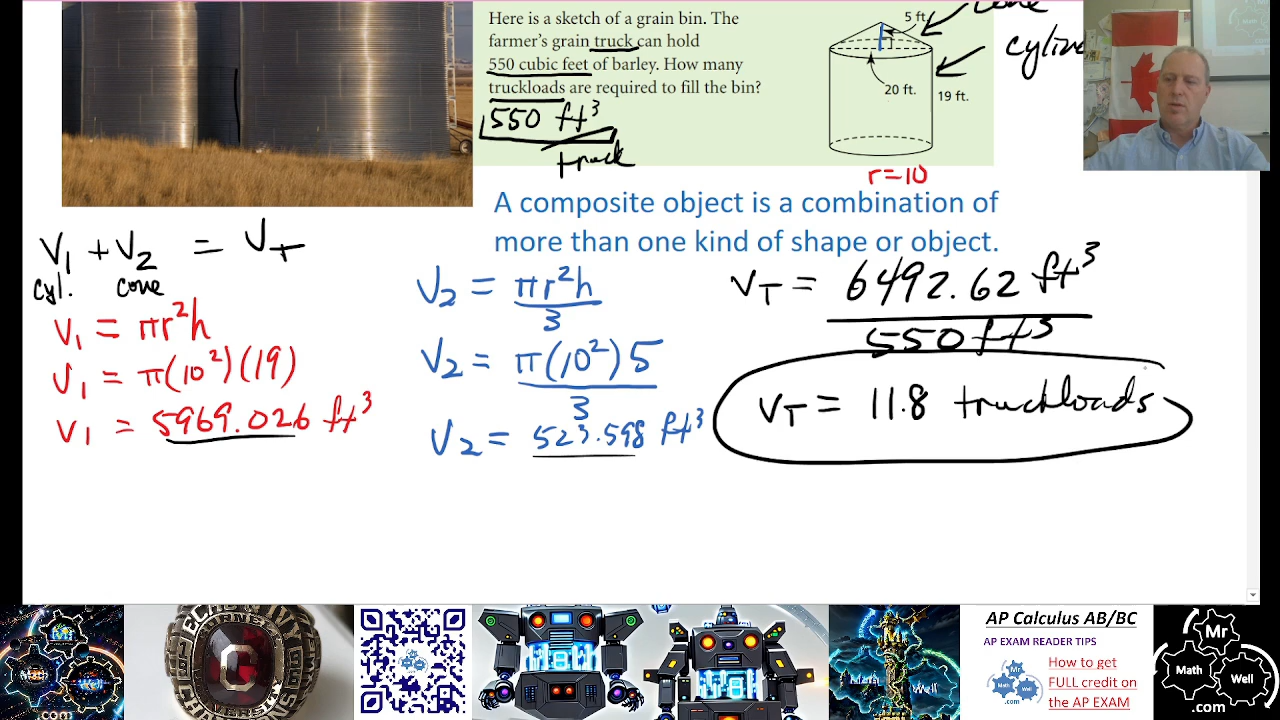 Here is a sketch of a grain bin. The
farmer's grain truck can hold
550 cubic feet of barley. How many
truckloads are required to fill the bin?
550 ft³
truck
5 ft.
20 ft.
19 ft.
r=10
A composite object is a combination of
more than one kind of shape or object.
V₁ + V₂ = V_T
cyl. cone
V₁ = πr²h
V₁ = π(10²)(19)
V₁ = 5969.026 ft³
V₂ = πr²h
3
V₂ = π(10²)5
3
V₂ = 523.598 ft³
V_T = 6492.62 ft³
550 ft³
V_T = 11.8 truckloads
C
AP Calculus AB/BC
AP EXAM READER TIPS
How to get
FULL credit on
the AP EXAM
Mr
Math
Well
.com